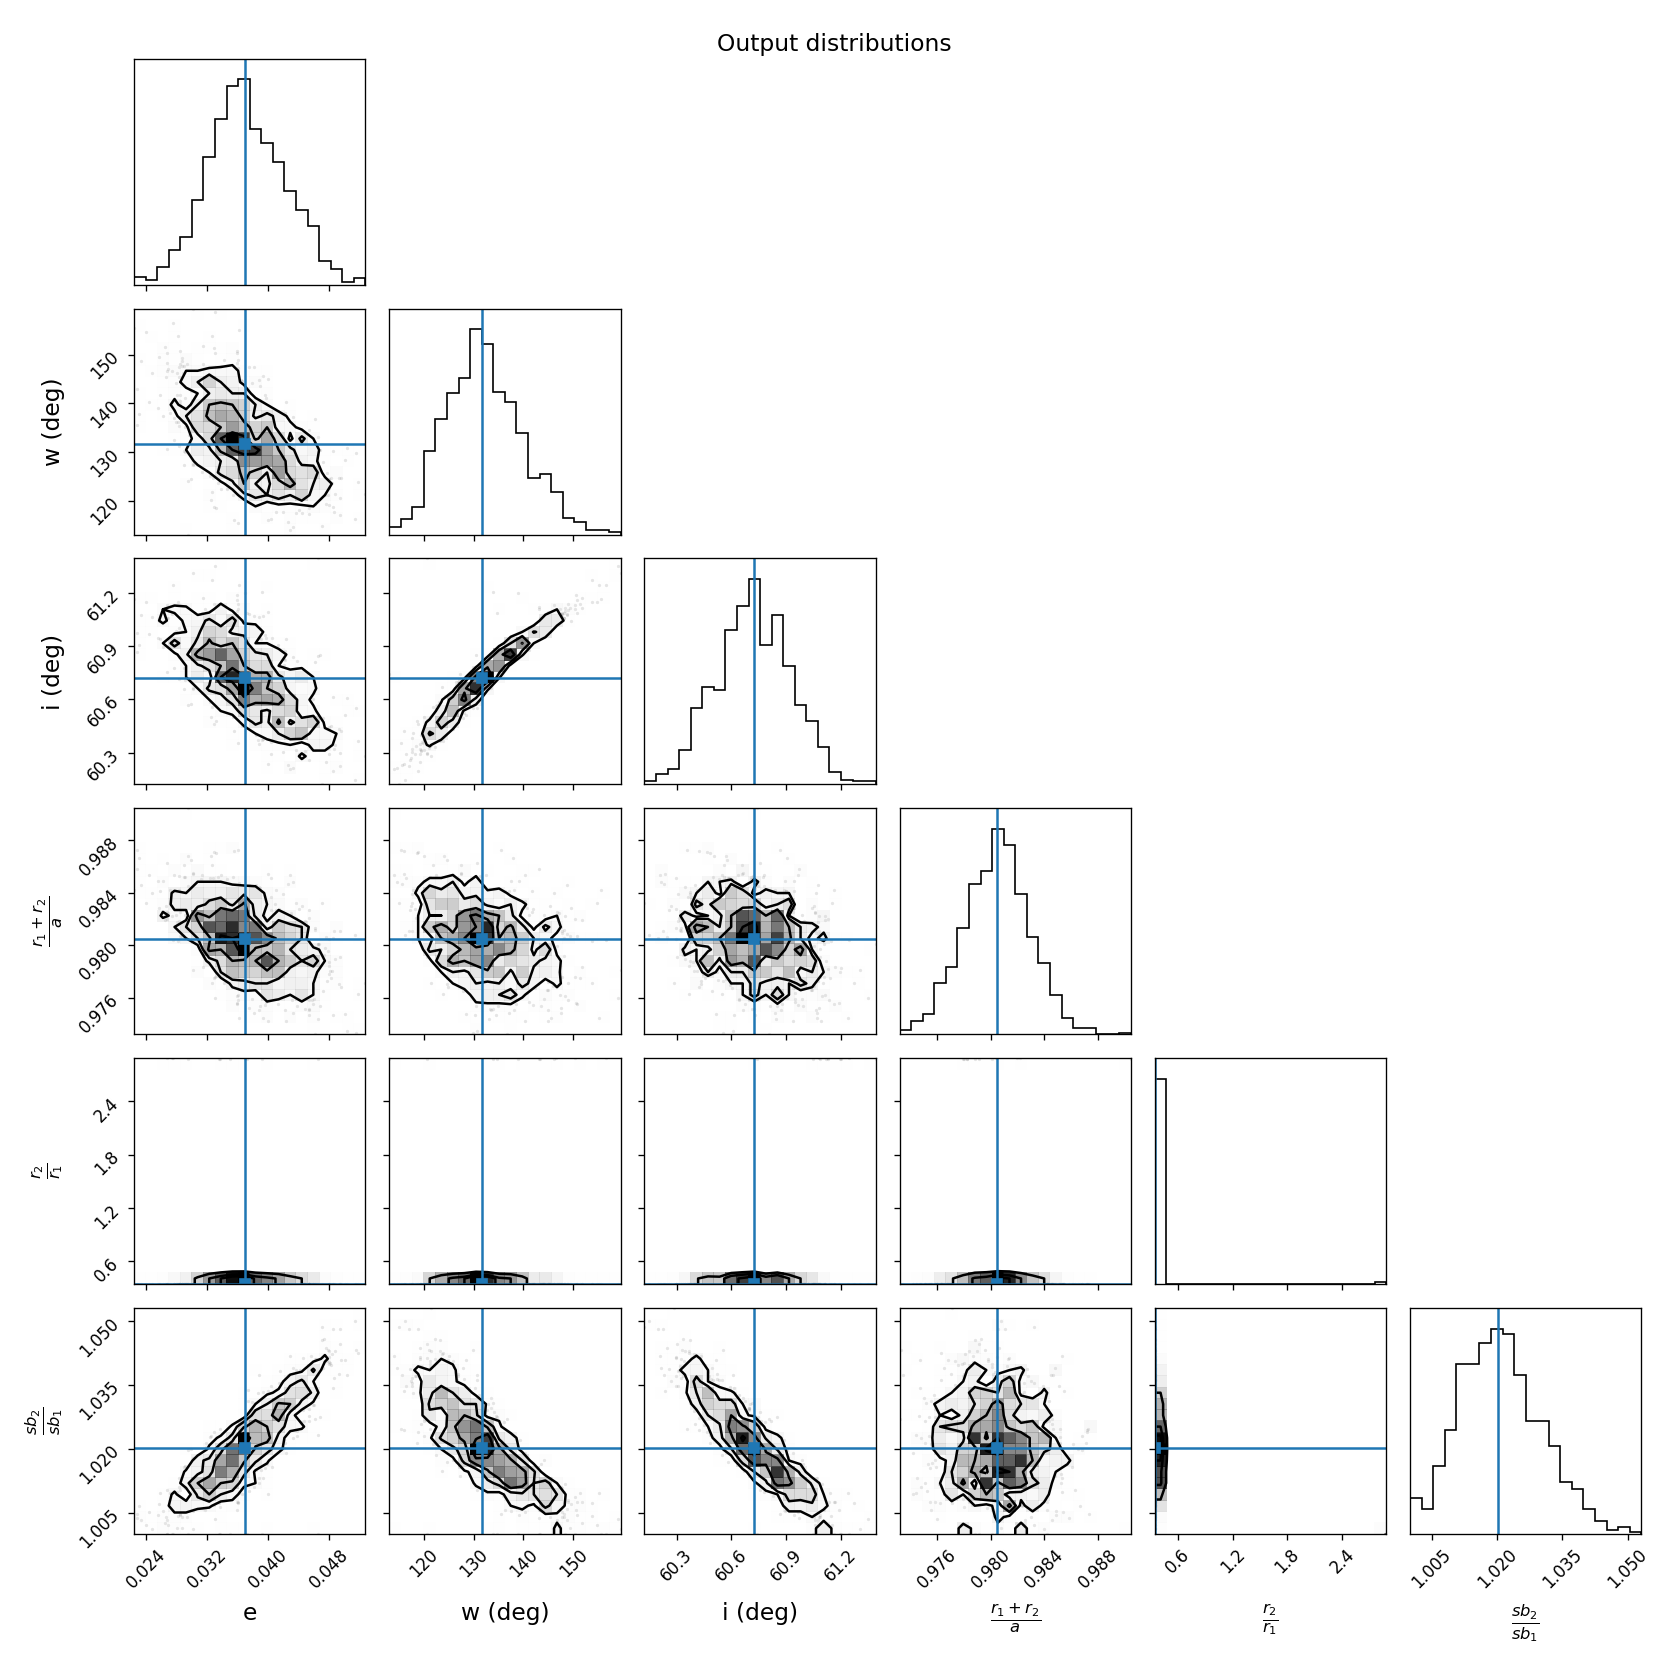 Output distributions
w (deg)
150
140
130
120
i (deg)
61.2
60.9
60.6
60.3
r₁ + r₂ / a
0.988
0.984
0.980
0.976
r₂ / r₁
2.4
1.8
1.2
0.6
sb₂ / sb₁
1.050
1.035
1.020
1.005
0.024 0.032 0.040 0.048 120 130 150 60.3 60.6 60.9 61.2 0.976 0.980 0.984 0.988 0.6 1.2 1.8 2.4 1.005 1.020 1.035 1.050
e w (deg) i (deg) r₁ + r₂ / a r₂ / r₁ sb₂ / sb₁